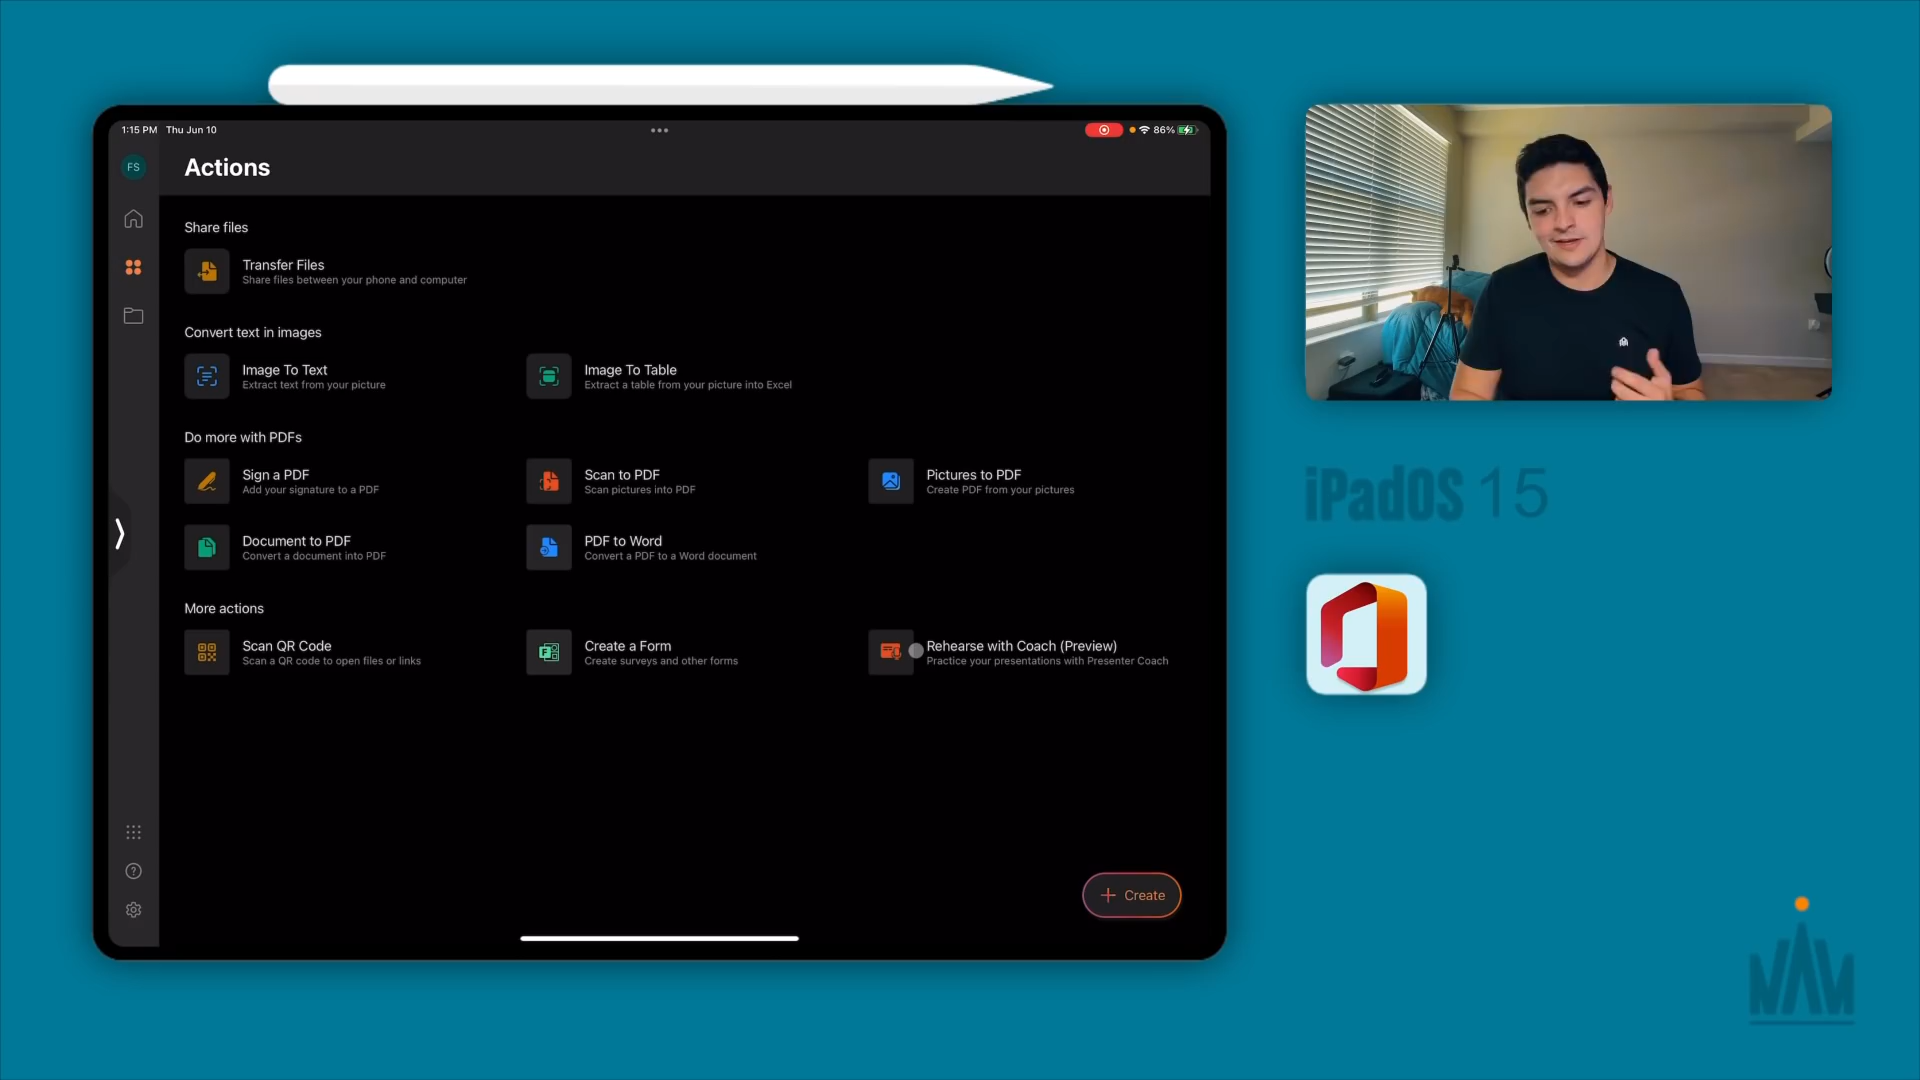 1:15 PM Thu Jun 10
86%
FS
Actions
Share files
Transfer Files
Share files between your phone and computer
Convert text in images
Image To Text
Extract text from your picture
Image To Table
Extract a table from your picture into Excel
Do more with PDFs
Sign a PDF
Add your signature to a PDF
Scan to PDF
Scan pictures into PDF
Pictures to PDF
Create PDF from your pictures
Document to PDF
Convert a document into PDF
PDF to Word
Convert a PDF to a Word document
More actions
Scan QR Code
Scan a QR code to open files or links
Create a Form
Create surveys and other forms
Rehearse with Coach (Preview)
Practice your presentations with Presenter Coach
Create
iPadOS 15